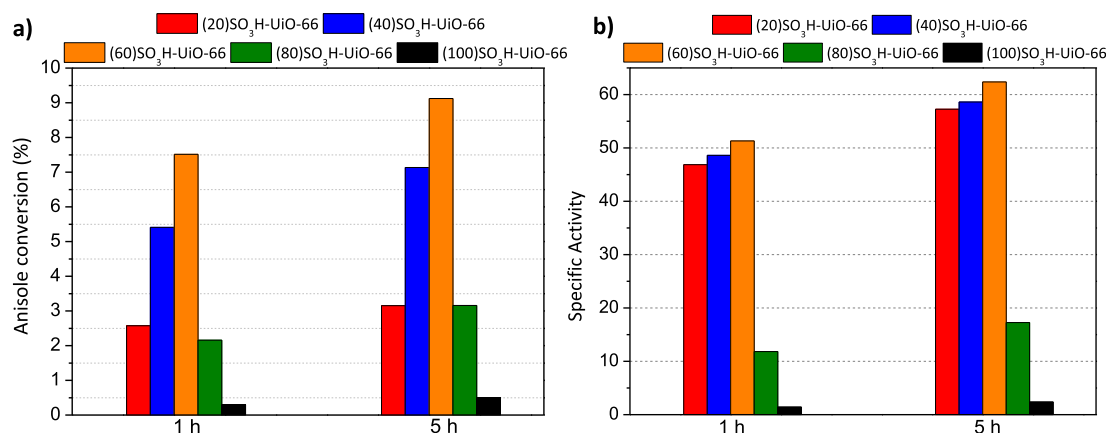 a)
(20)SO3H-UiO-66 (40)SO3H-UiO-66
(60)SO3H-UiO-66 (80)SO3H-UiO-66 (100)SO3H-UiO-66
10
9
8
7
6
5
4
3
2
1
0
Anisole conversion (%)
1 h 5 h
b)
(20)SO3H-UiO-66 (40)SO3H-UiO-66
(60)SO3H-UiO-66 (80)SO3H-UiO-66 (100)SO3H-UiO-66
60
50
40
30
20
10
0
Specific Activity
1 h 5 h